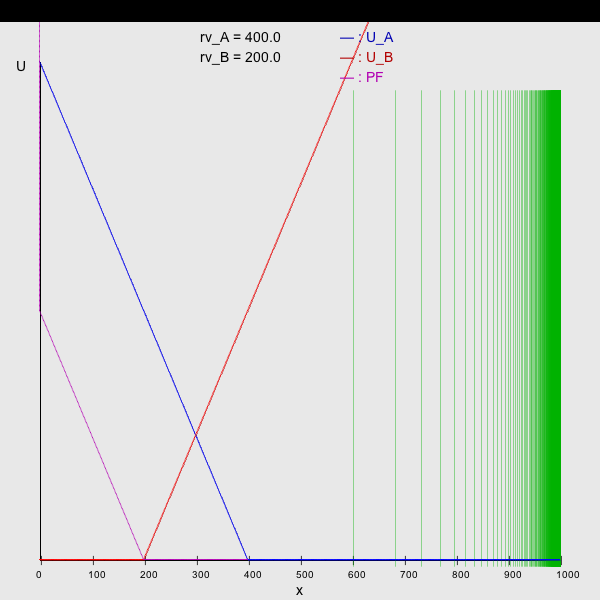 rv_A = 400.0 — : U_A
rv_B = 200.0 — : U_B
U
— : PF
0 100 200 300 400 500 600 700 800 900 1000
x